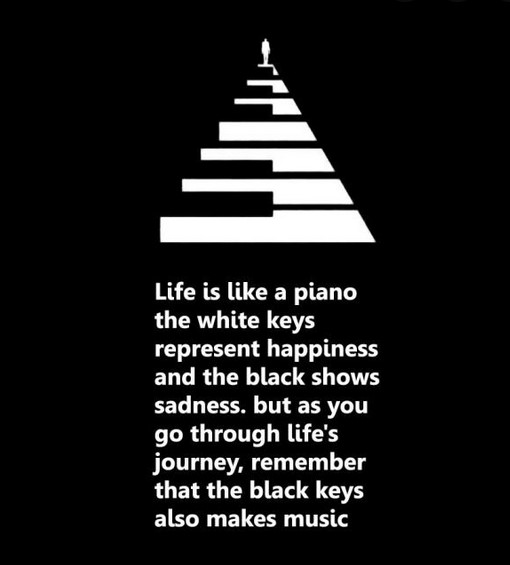 Life is like a piano
the white keys
represent happiness
and the black shows
sadness. but as you
go through life's
journey, remember
that the black keys
also makes music